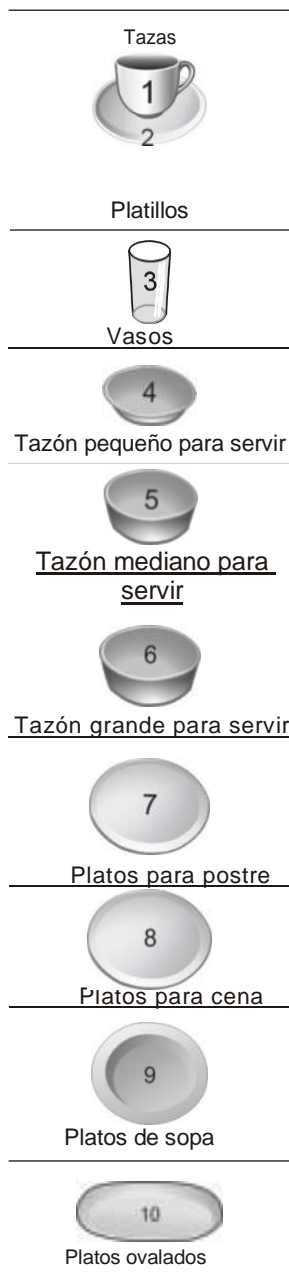 Tazas
1
2
Platillos
3
Vasos
4
Tazón pequeño para servir
5
Tazón mediano para
servir
6
Tazón grande para servir
7
Platos para postre
8
Platos para cena
9
Platos de sopa
10
Platos ovalados